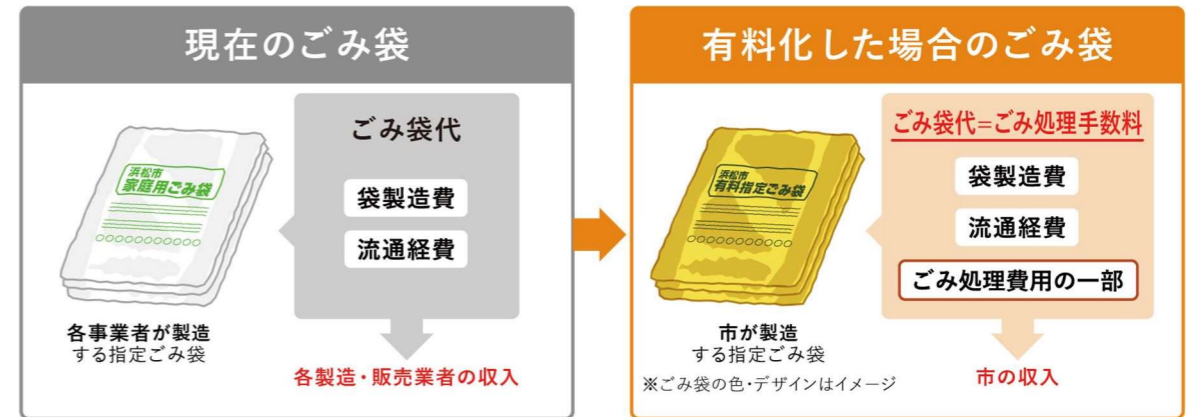 現在のごみ袋
浜松市
家庭用ごみ袋
各事業者が製造
する指定ごみ袋
ごみ袋代
袋製造費
流通経費
各製造・販売業者の収入
有料化した場合のごみ袋
浜松市
有料指定ごみ袋
市が製造
する指定ごみ袋
※ごみ袋の色・デザインはイメージ
ごみ袋代=ごみ処理手数料
袋製造費
流通経費
ごみ処理費用の一部
市の収入